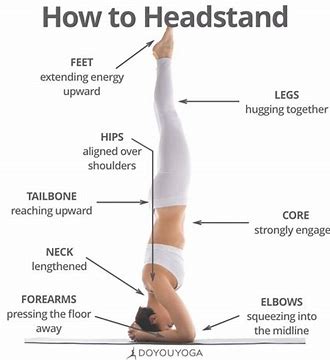 How to Headstand
FEET
extending energy
upward
LEGS
hugging together
HIPS
aligned over
shoulders
TAILBONE
reaching upward
CORE
strongly engage
NECK
lengthened
FOREARMS
pressing the floor
away
ELBOWS
squeezing into
the midline
DOYOUYOGA